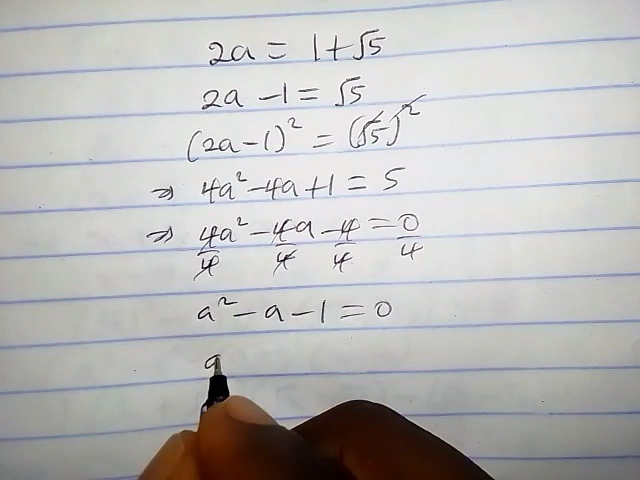 2a = 1+√5
2a - 1 = √5
(2a-1)² = (√5)²
⇒ 4a² - 4a + 1 = 5
⇒ 4a²/4 - 4a/4 - 4/4 = 0/4
a² - a - 1 = 0
a